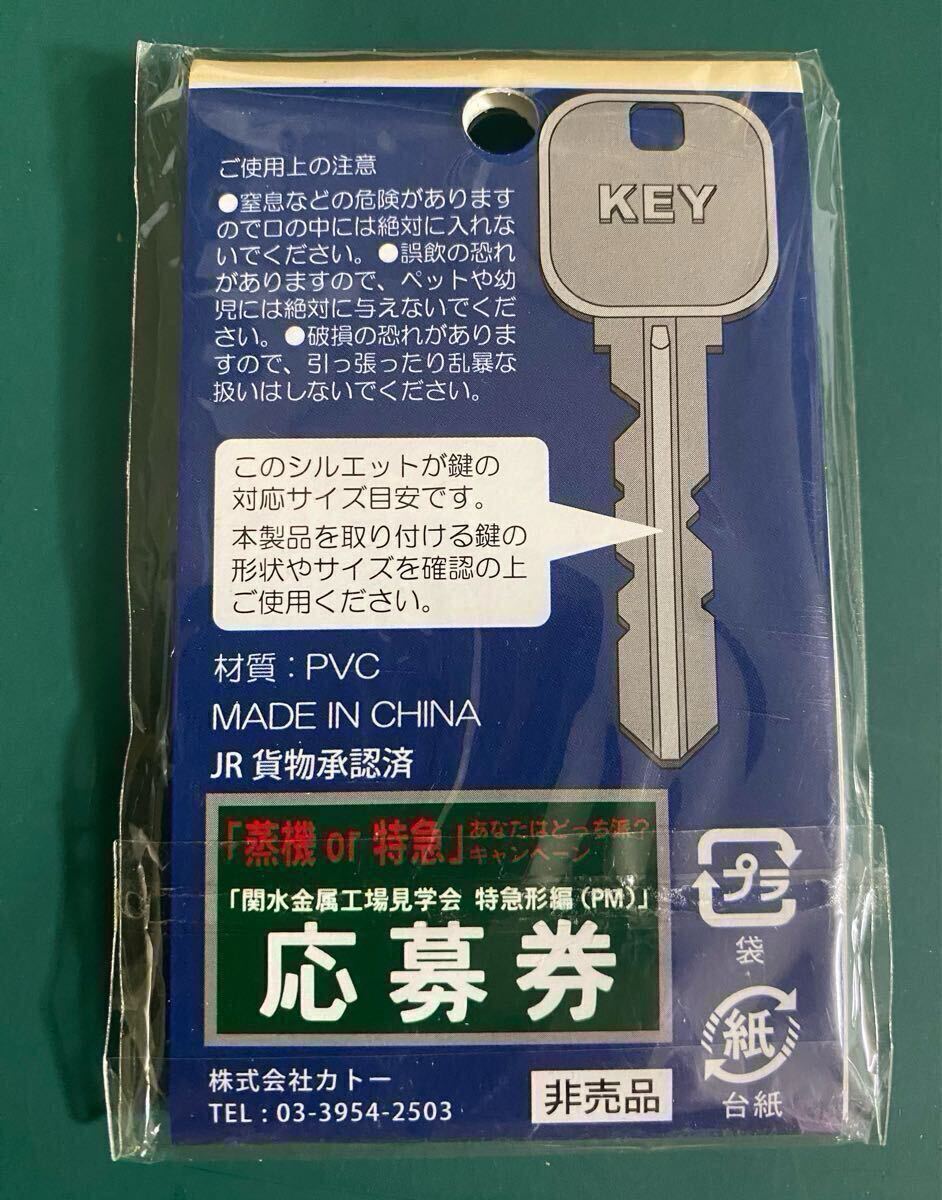 ご使用上の注意
●窒息などの危険があります
ので口の中には絶対に入れな
いでください。●誤飲の恐れ
がありますので、ペットや幼
児には絶対に与えないでくだ
さい。●破損の恐れがありま
すので、引っ張ったり乱暴な
扱いはしないでください。
KEY
このシルエットが鍵の
対応サイズ目安です。
本製品を取り付ける鍵の
形状やサイズを確認の上
ご使用ください。
材質：PVC
MADE IN CHINA
JR 貨物承認済
「蒸機 or 特急」あなたはどっち派？
キャンペーン
「関水金属工場見学会 特急形編（PM）」
応募券
プラ
袋
紙
台紙
株式会社カトー
TEL：03-3954-2503
非売品